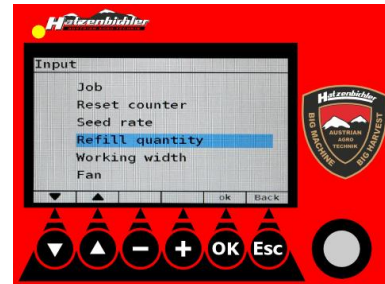 Hatzenbichler
Input
Job
Reset counter
Seed rate
Refill quantity
Working width
Fan
ok Back
OK Esc
Hatzenbichler
BIG MACHINE
AUSTRIAN
AGRO
TECHNIK
BIG HARVEST